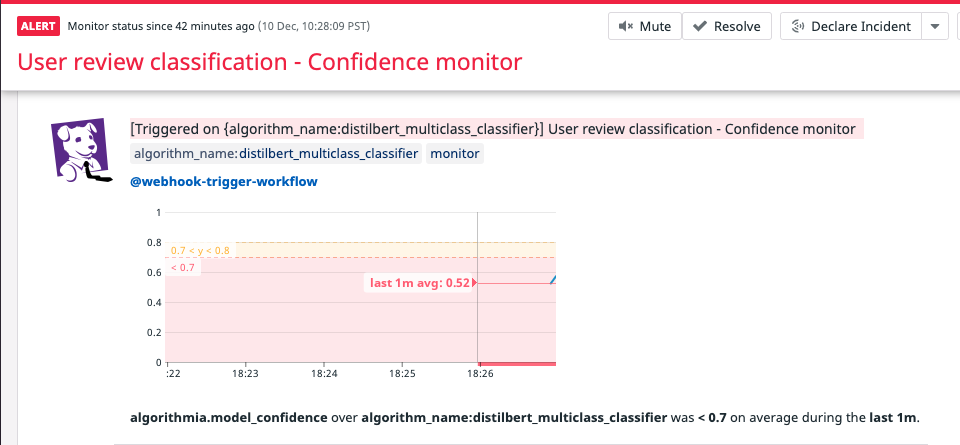 ALERT Monitor status since 42 minutes ago (10 Dec, 10:28:09 PST)
Mute
Resolve
Declare Incident
User review classification - Confidence monitor
[Triggered on {algorithm_name:distilbert_multiclass_classifier}] User review classification - Confidence monitor
algorithm_name:distilbert_multiclass_classifier monitor
@webhook-trigger-workflow
1
0.8
0.7 < y < 0.8
< 0.7
0.6
last 1m avg: 0.52
0.4
0.2
0
:22 18:23 18:24 18:25 18:26
algorithmia.model_confidence over algorithm_name:distilbert_multiclass_classifier was < 0.7 on average during the last 1m.